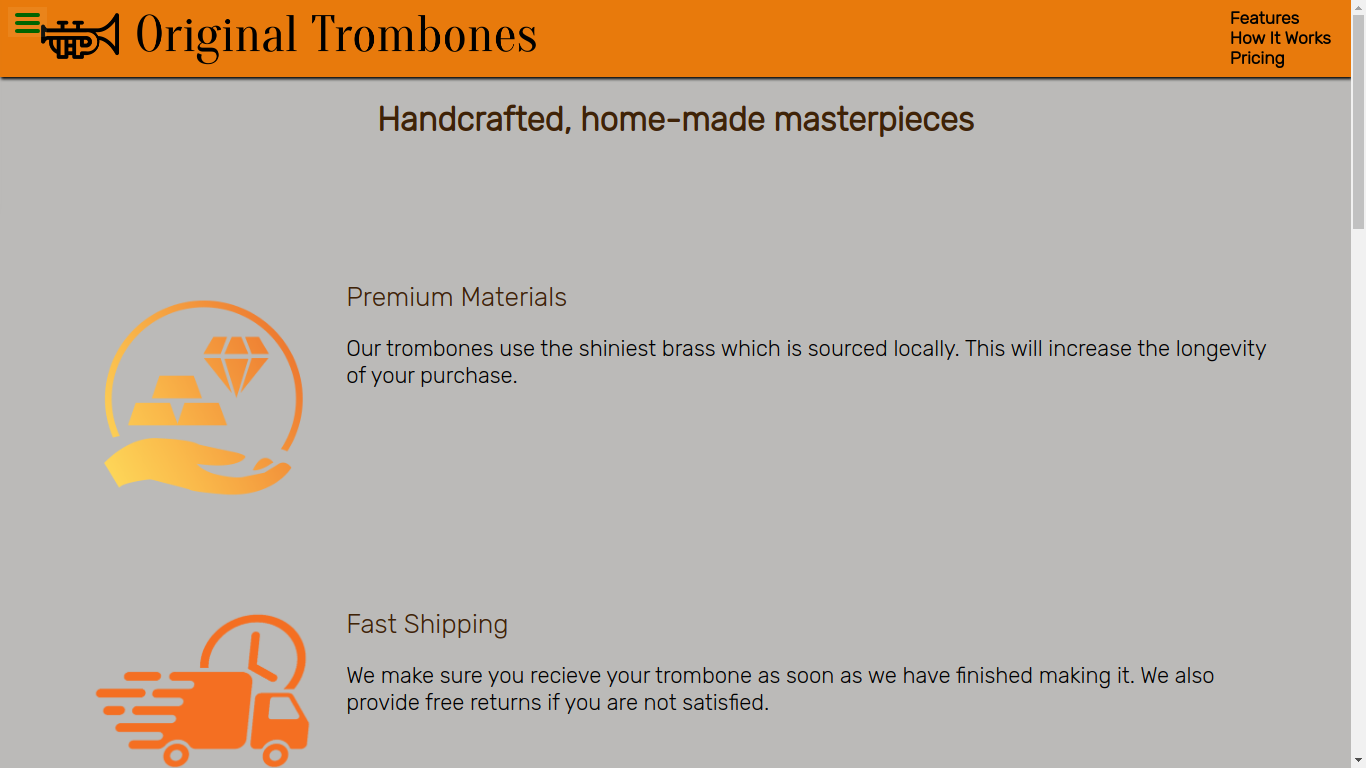 Original Trombones
Features
How It Works
Pricing
Handcrafted, home-made masterpieces
Premium Materials
Our trombones use the shiniest brass which is sourced locally. This will increase the longevity
of your purchase.
Fast Shipping
We make sure you recieve your trombone as soon as we have finished making it. We also
provide free returns if you are not satisfied.